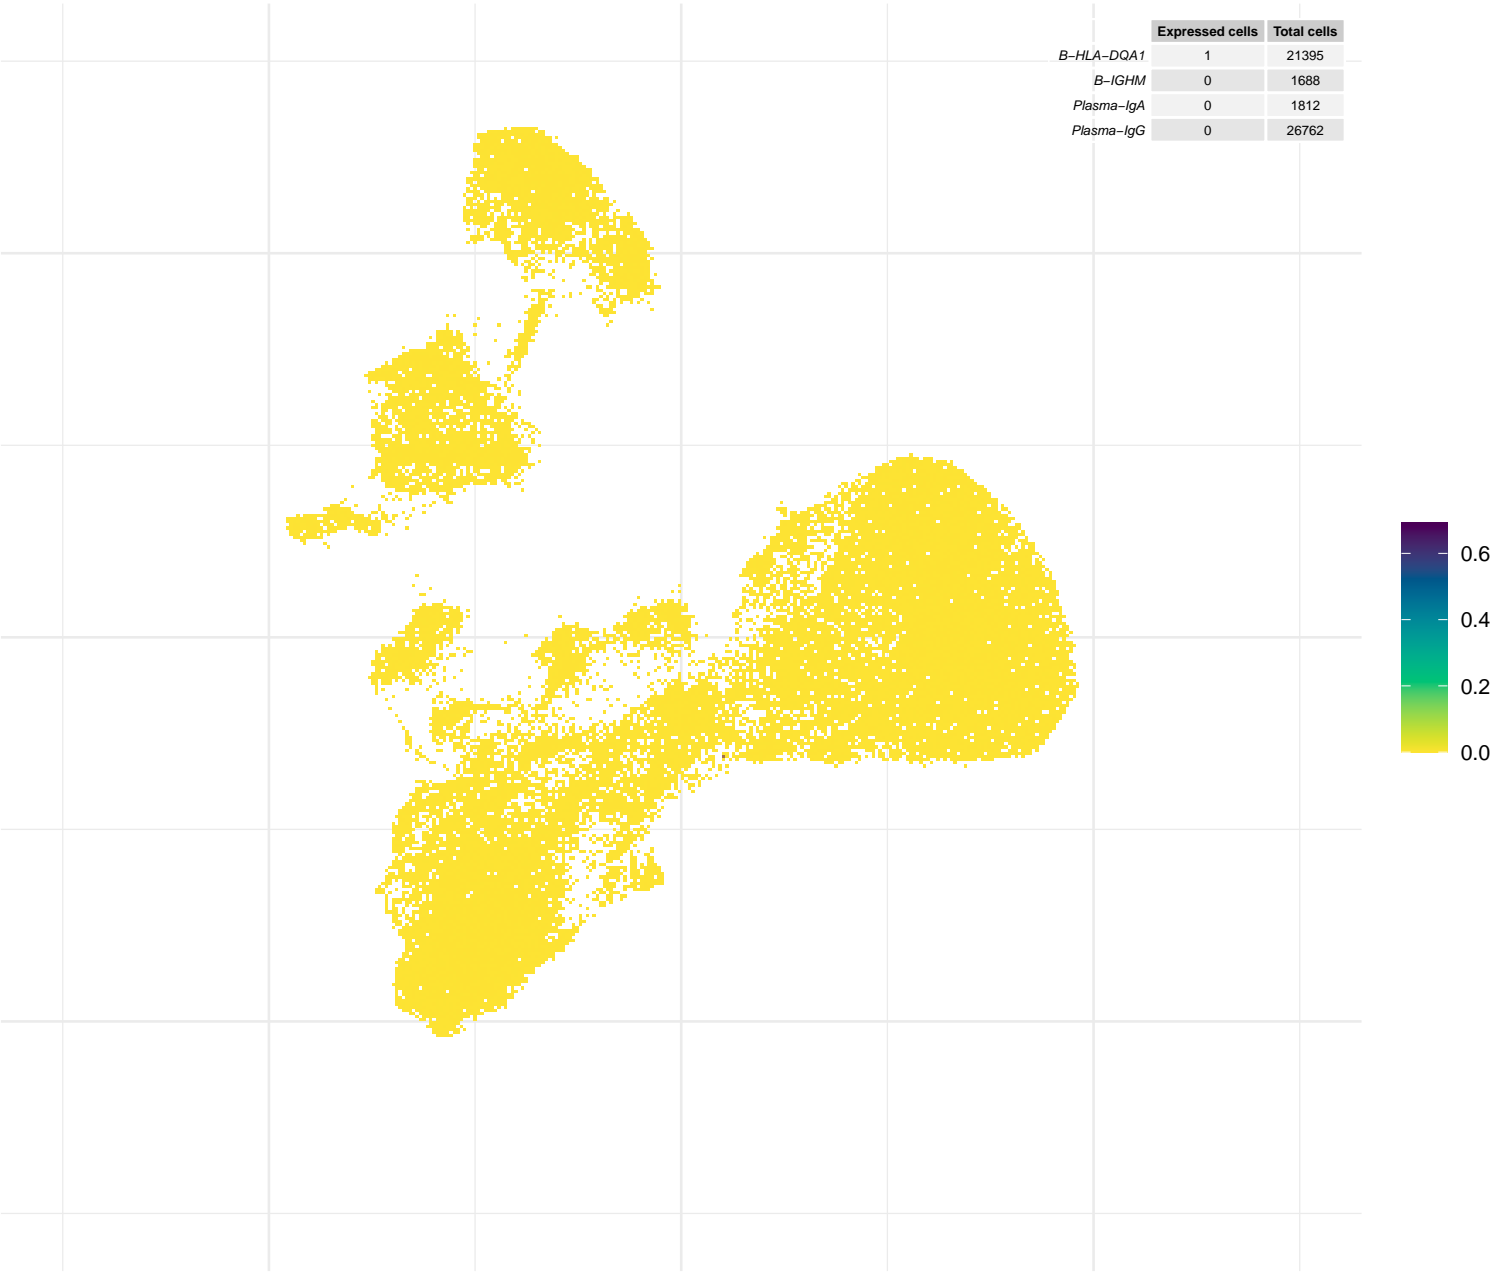 Expressed cells Total cells
B−HLA−DQA1 1 21395
B−IGHM 0 1688
Plasma−IgA 0 1812
Plasma−IgG 0 26762
0.6
0.4
0.2
0.0